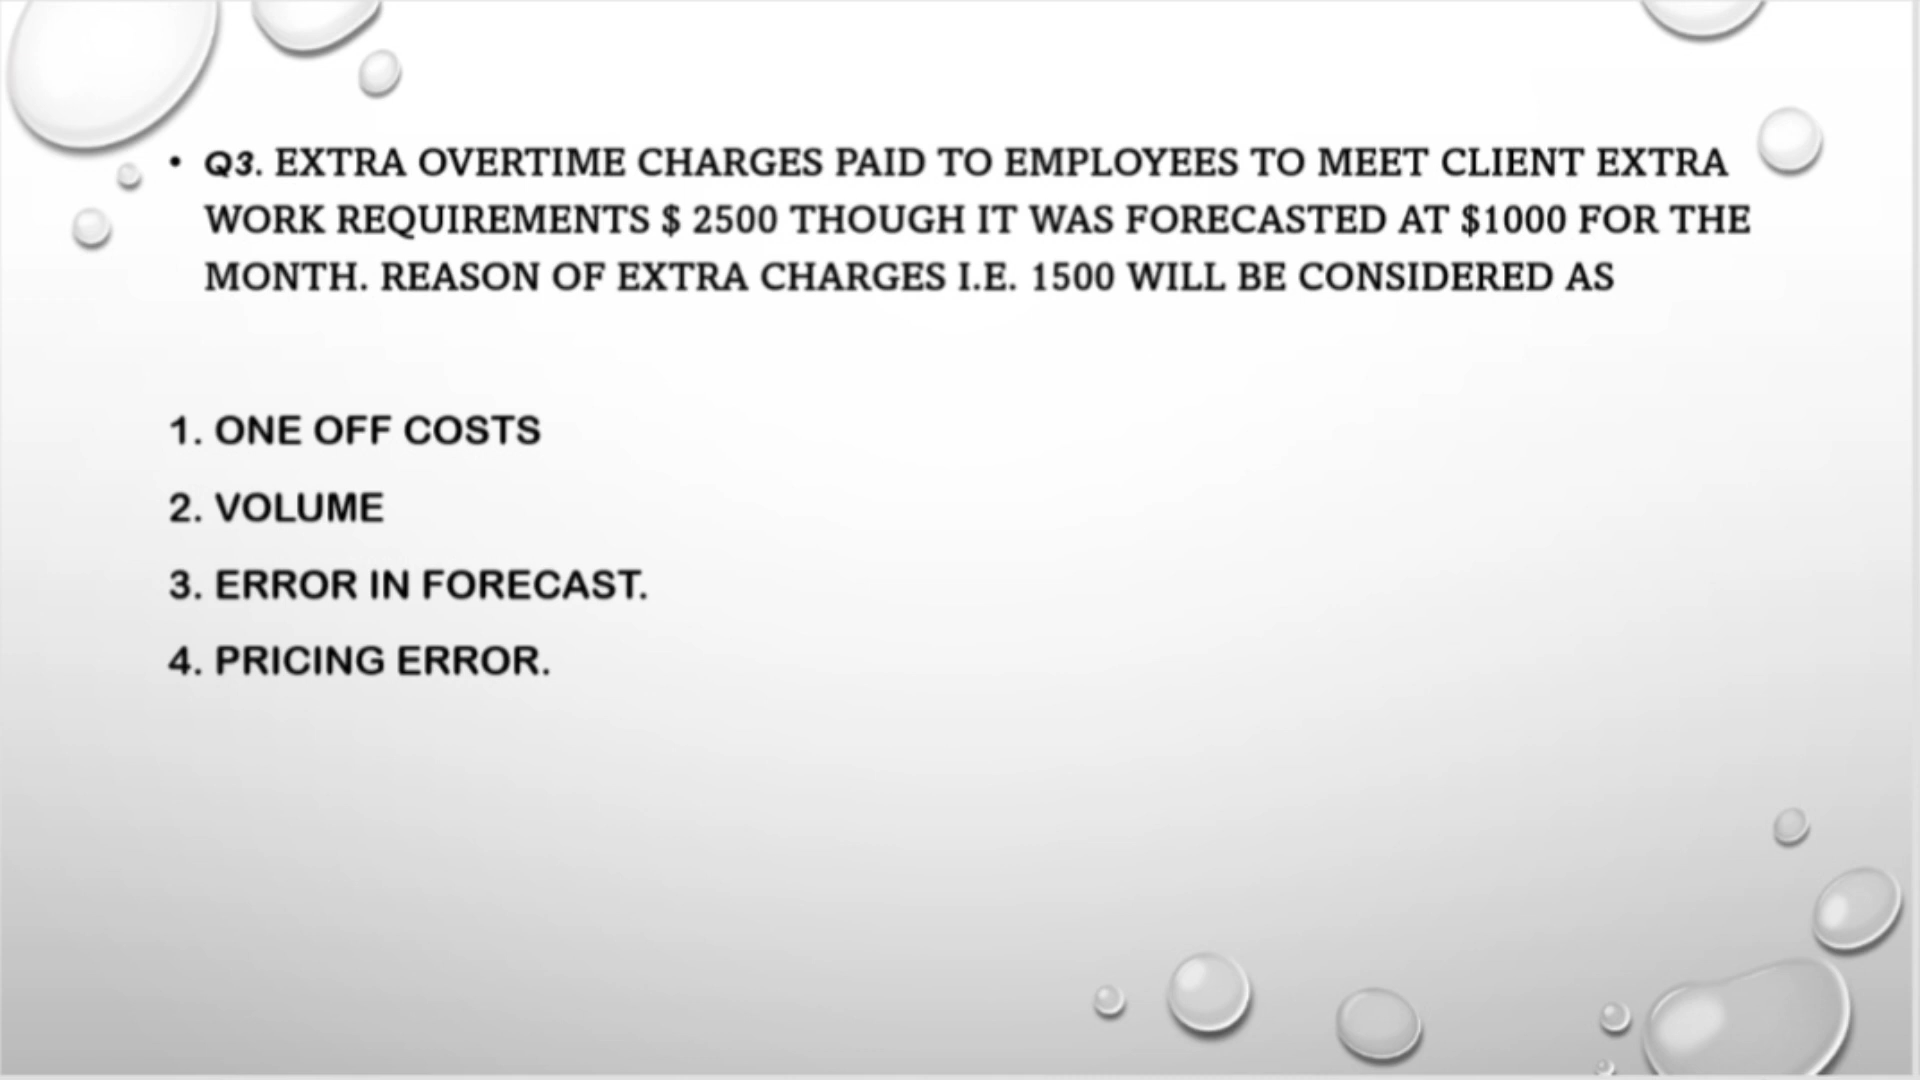 • Q3. EXTRA OVERTIME CHARGES PAID TO EMPLOYEES TO MEET CLIENT EXTRA
WORK REQUIREMENTS $ 2500 THOUGH IT WAS FORECASTED AT $1000 FOR THE
MONTH. REASON OF EXTRA CHARGES I.E. 1500 WILL BE CONSIDERED AS
1. ONE OFF COSTS
2. VOLUME
3. ERROR IN FORECAST.
4. PRICING ERROR.